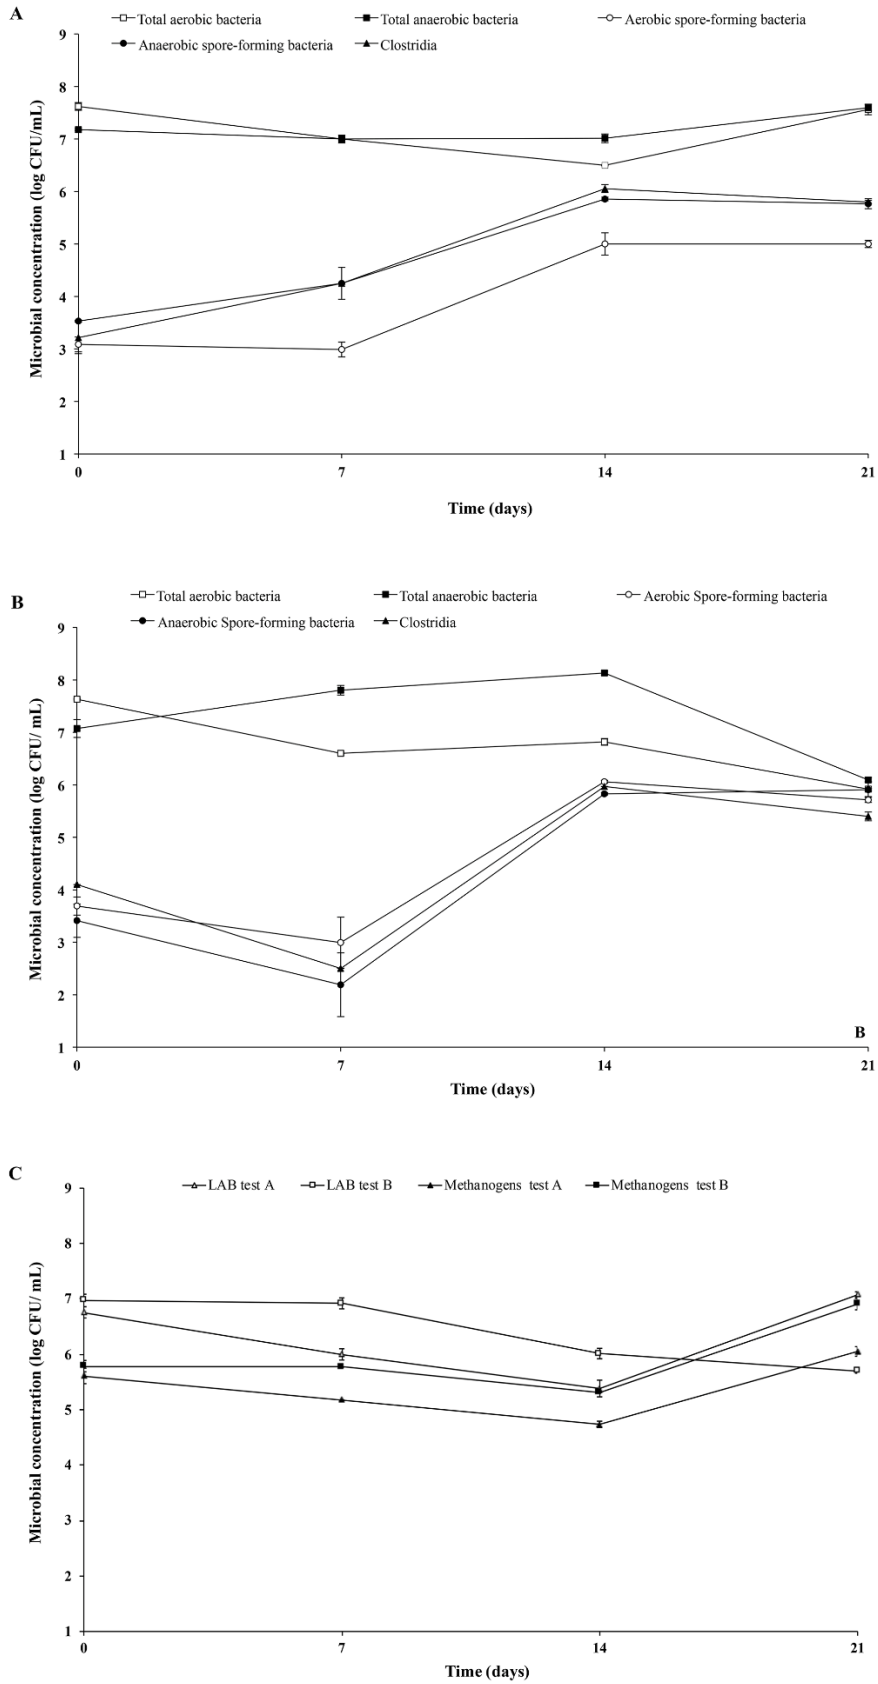 A
Total aerobic bacteria Total anaerobic bacteria Aerobic spore-forming bacteria
Anaerobic spore-forming bacteria Clostridia
9
8
7
6
5
4
3
2
1
Microbial concentration (log CFU/mL)
0 7 14 21
Time (days)
B
Total aerobic bacteria Total anaerobic bacteria Aerobic Spore-forming bacteria
Anaerobic Spore-forming bacteria Clostridia
9
8
7
6
5
4
3
2
1
Microbial concentration (log CFU/ mL)
B
0 7 14 21
Time (days)
C
LAB test A LAB test B Methanogens test A Methanogens test B
9
8
7
6
5
4
3
2
1
Microbial concentration (log CFU/ mL)
0 7 14 21
Time (days)